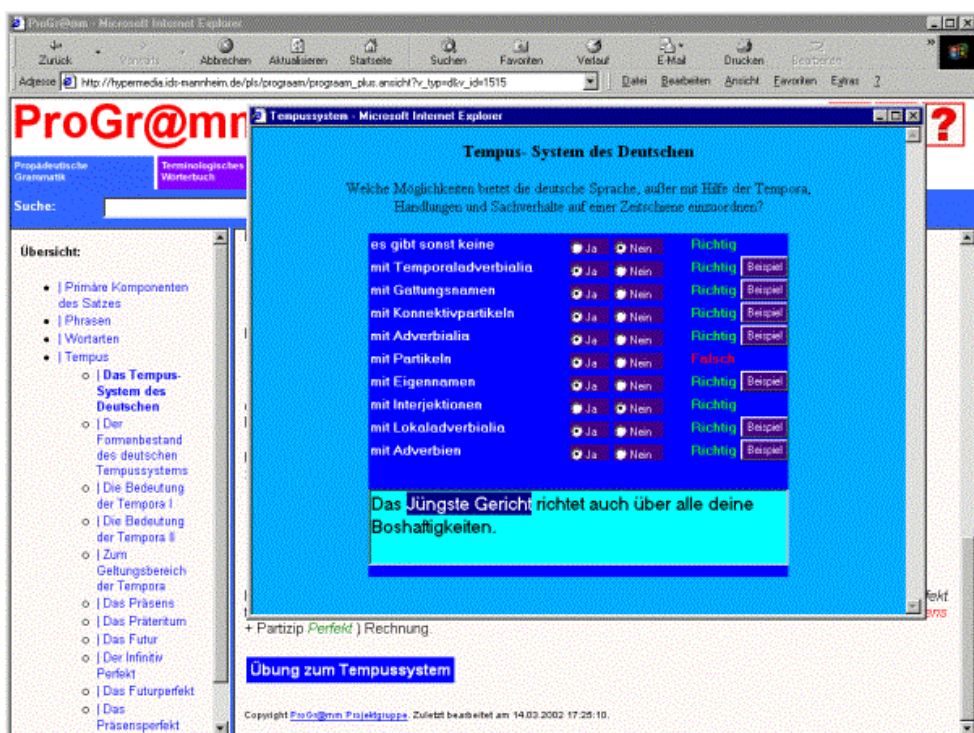 ProGr@mm - Microsoft Internet Explorer
Zurück Vorwärts Abbrechen Aktualisieren Startseite Suchen Favoriten Verlauf E-Mail Drucken Bearbeiten
Adresse http://hypermedia.ids-mannheim.de/pls/prograam/prograam_plus.ansicht?v_typ=d&v_id=1515 Datei Bearbeiten Ansicht Favoriten Extras ?
ProGr@mm
?
Propädeutische Grammatik
Terminologisches Wörterbuch
Suche:
Übersicht:
| Primäre Komponenten
des Satzes
| Phrasen
| Wortarten
| Tempus
| Das Tempus-
System des
Deutschen
| Der
Formenbestand
des deutschen
Tempussystems
| Die Bedeutung
der Tempora I
| Die Bedeutung
der Tempora II
| Zum
Geltungsbereich
der Tempora
| Das Präsens
| Das Präteritum
| Das Futur
| Der Infinitiv
Perfekt
| Das Futurperfekt
| Das
Präsensperfekt
Tempussystem - Microsoft Internet Explorer
Tempus- System des Deutschen
Welche Möglichkeiten bietet die deutsche Sprache, außer mit Hilfe der Tempora,
Handlungen und Sachverhalte auf einer Zeitschiene einzuordnen?
es gibt sonst keine Ja Nein Richtig
mit Temporaladverbialia Ja Nein Richtig Beispiel
mit Gattungsnamen Ja Nein Richtig Beispiel
mit Konnektivpartikeln Ja Nein Richtig Beispiel
mit Adverbialia Ja Nein Richtig Beispiel
mit Partikeln Ja Nein Falsch
mit Eigennamen Ja Nein Richtig Beispiel
mit Interjektionen Ja Nein Richtig
mit Lokaladverbialia Ja Nein Richtig Beispiel
mit Adverbien Ja Nein Richtig Beispiel
Das Jüngste Gericht richtet auch über alle deine
Boshaftigkeiten.
+ Partizip Perfekt ) Rechnung.
Übung zum Tempussystem
Copyright ProGr@mm Projektgruppe. Zuletzt bearbeitet am 14.03.2002 17:25:10.